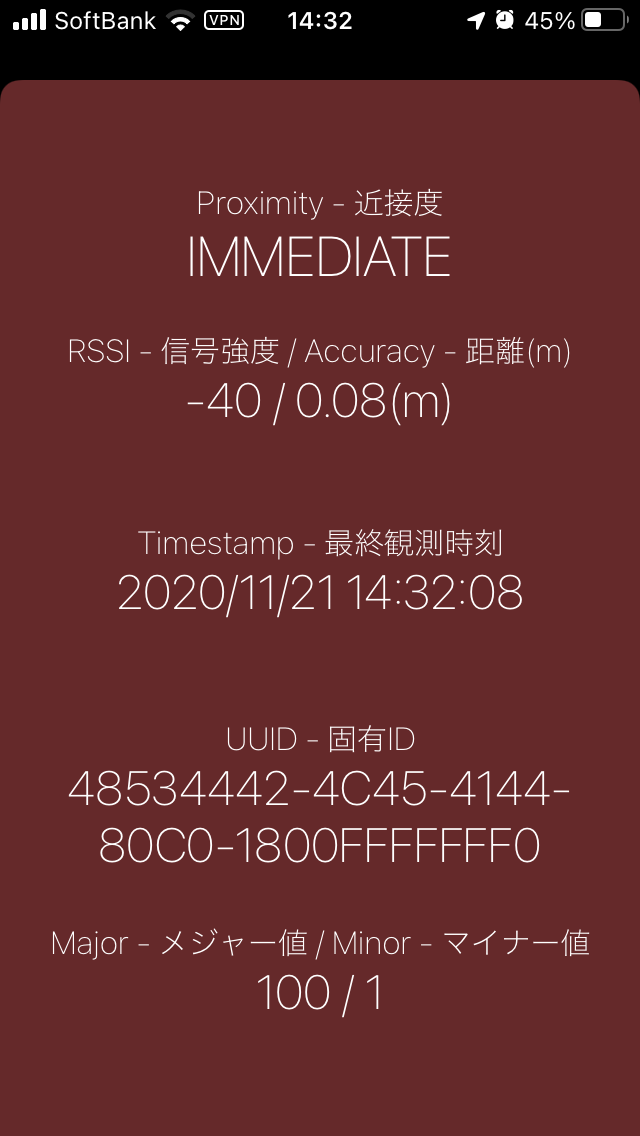 SoftBank VPN 14:32 45%
Proximity - 近接度
IMMEDIATE
RSSI - 信号強度 / Accuracy - 距離(m)
-40 / 0.08(m)
Timestamp - 最終観測時刻
2020/11/21 14:32:08
UUID - 固有ID
48534442-4C45-4144-
80C0-1800FFFFFFF0
Major - メジャー値 / Minor - マイナー値
100 / 1